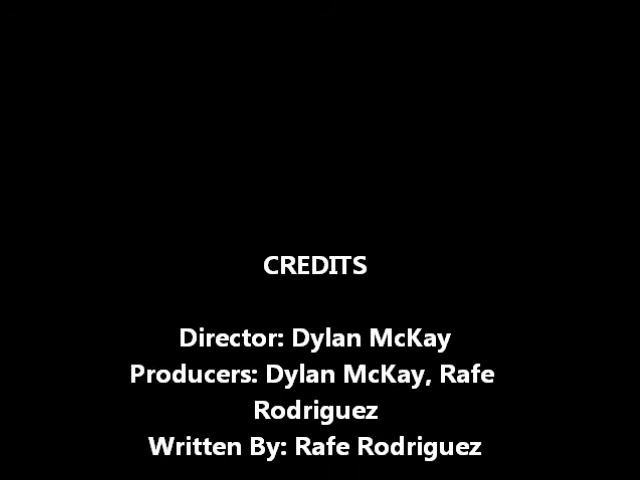 CREDITS
Director: Dylan McKay
Producers: Dylan McKay, Rafe
Rodriguez
Written By: Rafe Rodriguez